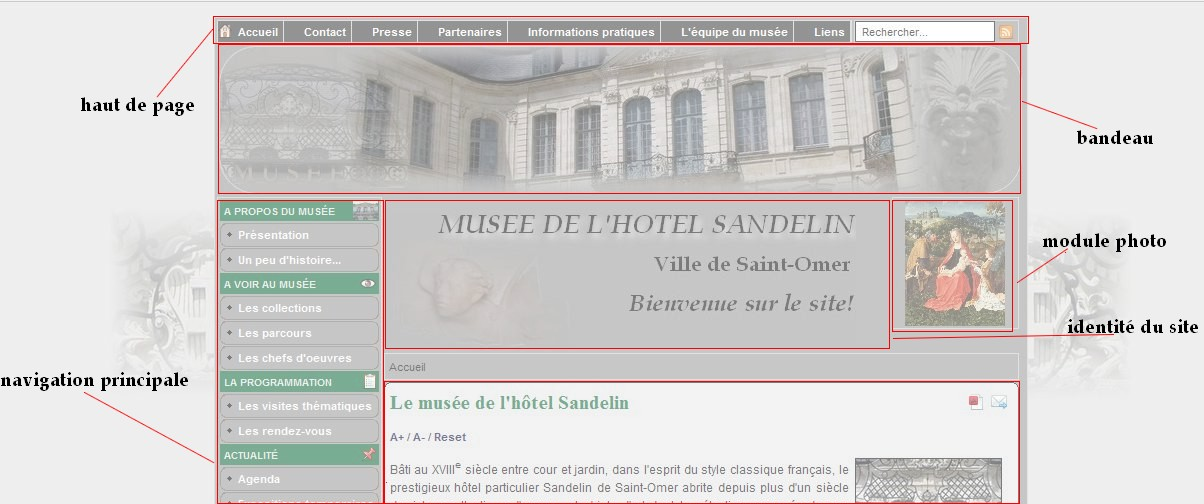 Accueil Contact Presse Partenaires Informations pratiques L'équipe du musée Liens Rechercher...
haut de page
bandeau
MUSEE
A PROPOS DU MUSÉE
Présentation
Un peu d'histoire...
A VOIR AU MUSÉE
Les collections
Les parcours
Les chefs d'oeuvres
LA PROGRAMMATION
Les visites thématiques
Les rendez-vous
ACTUALITÉ
Agenda
navigation principale
MUSEE DE L'HOTEL SANDELIN
Ville de Saint-Omer
Bienvenue sur le site!
module photo
identité du site
Accueil
Le musée de l'hôtel Sandelin
A+ / A- / Reset
Bâti au XVIIIe siècle entre cour et jardin, dans l'esprit du style classique français, le
prestigieux hôtel particulier Sandelin de Saint-Omer abrite depuis plus d'un siècle